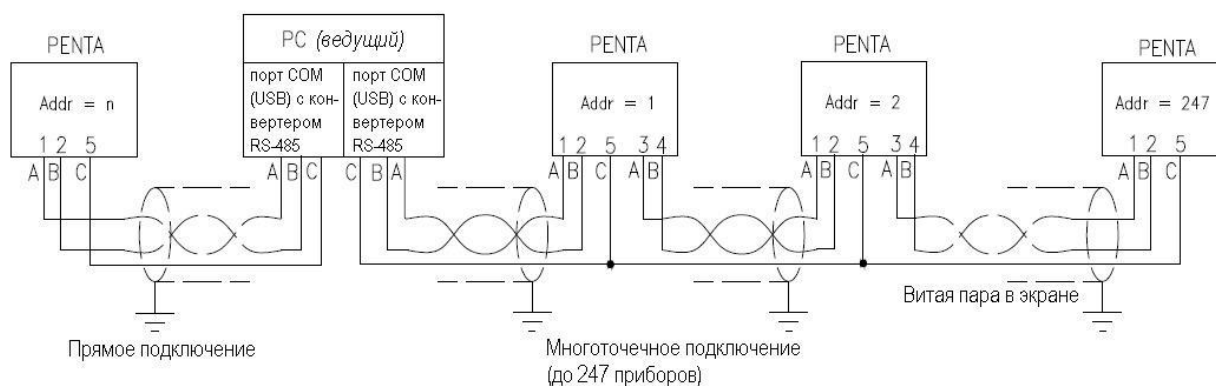 PENTA
Addr = n
1 2 5
A B C
PC (ведущий)
порт COM
(USB) с кон-
вертером
RS-485
порт COM
(USB) с кон-
вертером
RS-485
A B C
C B A
PENTA
Addr = 1
1 2 5 3 4
A B C A B
PENTA
Addr = 2
1 2 5 3 4
A B C A B
PENTA
Addr = 247
1 2 5
A B C
Витая пара в экране
Прямое подключение
Многоточечное подключение
(до 247 приборов)